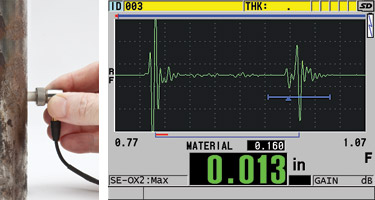 ID 003 THK: . SD
RF
0.77 MATERIAL 0.160 1.07
0.013 in F
SE-OX2:Max GAIN dB